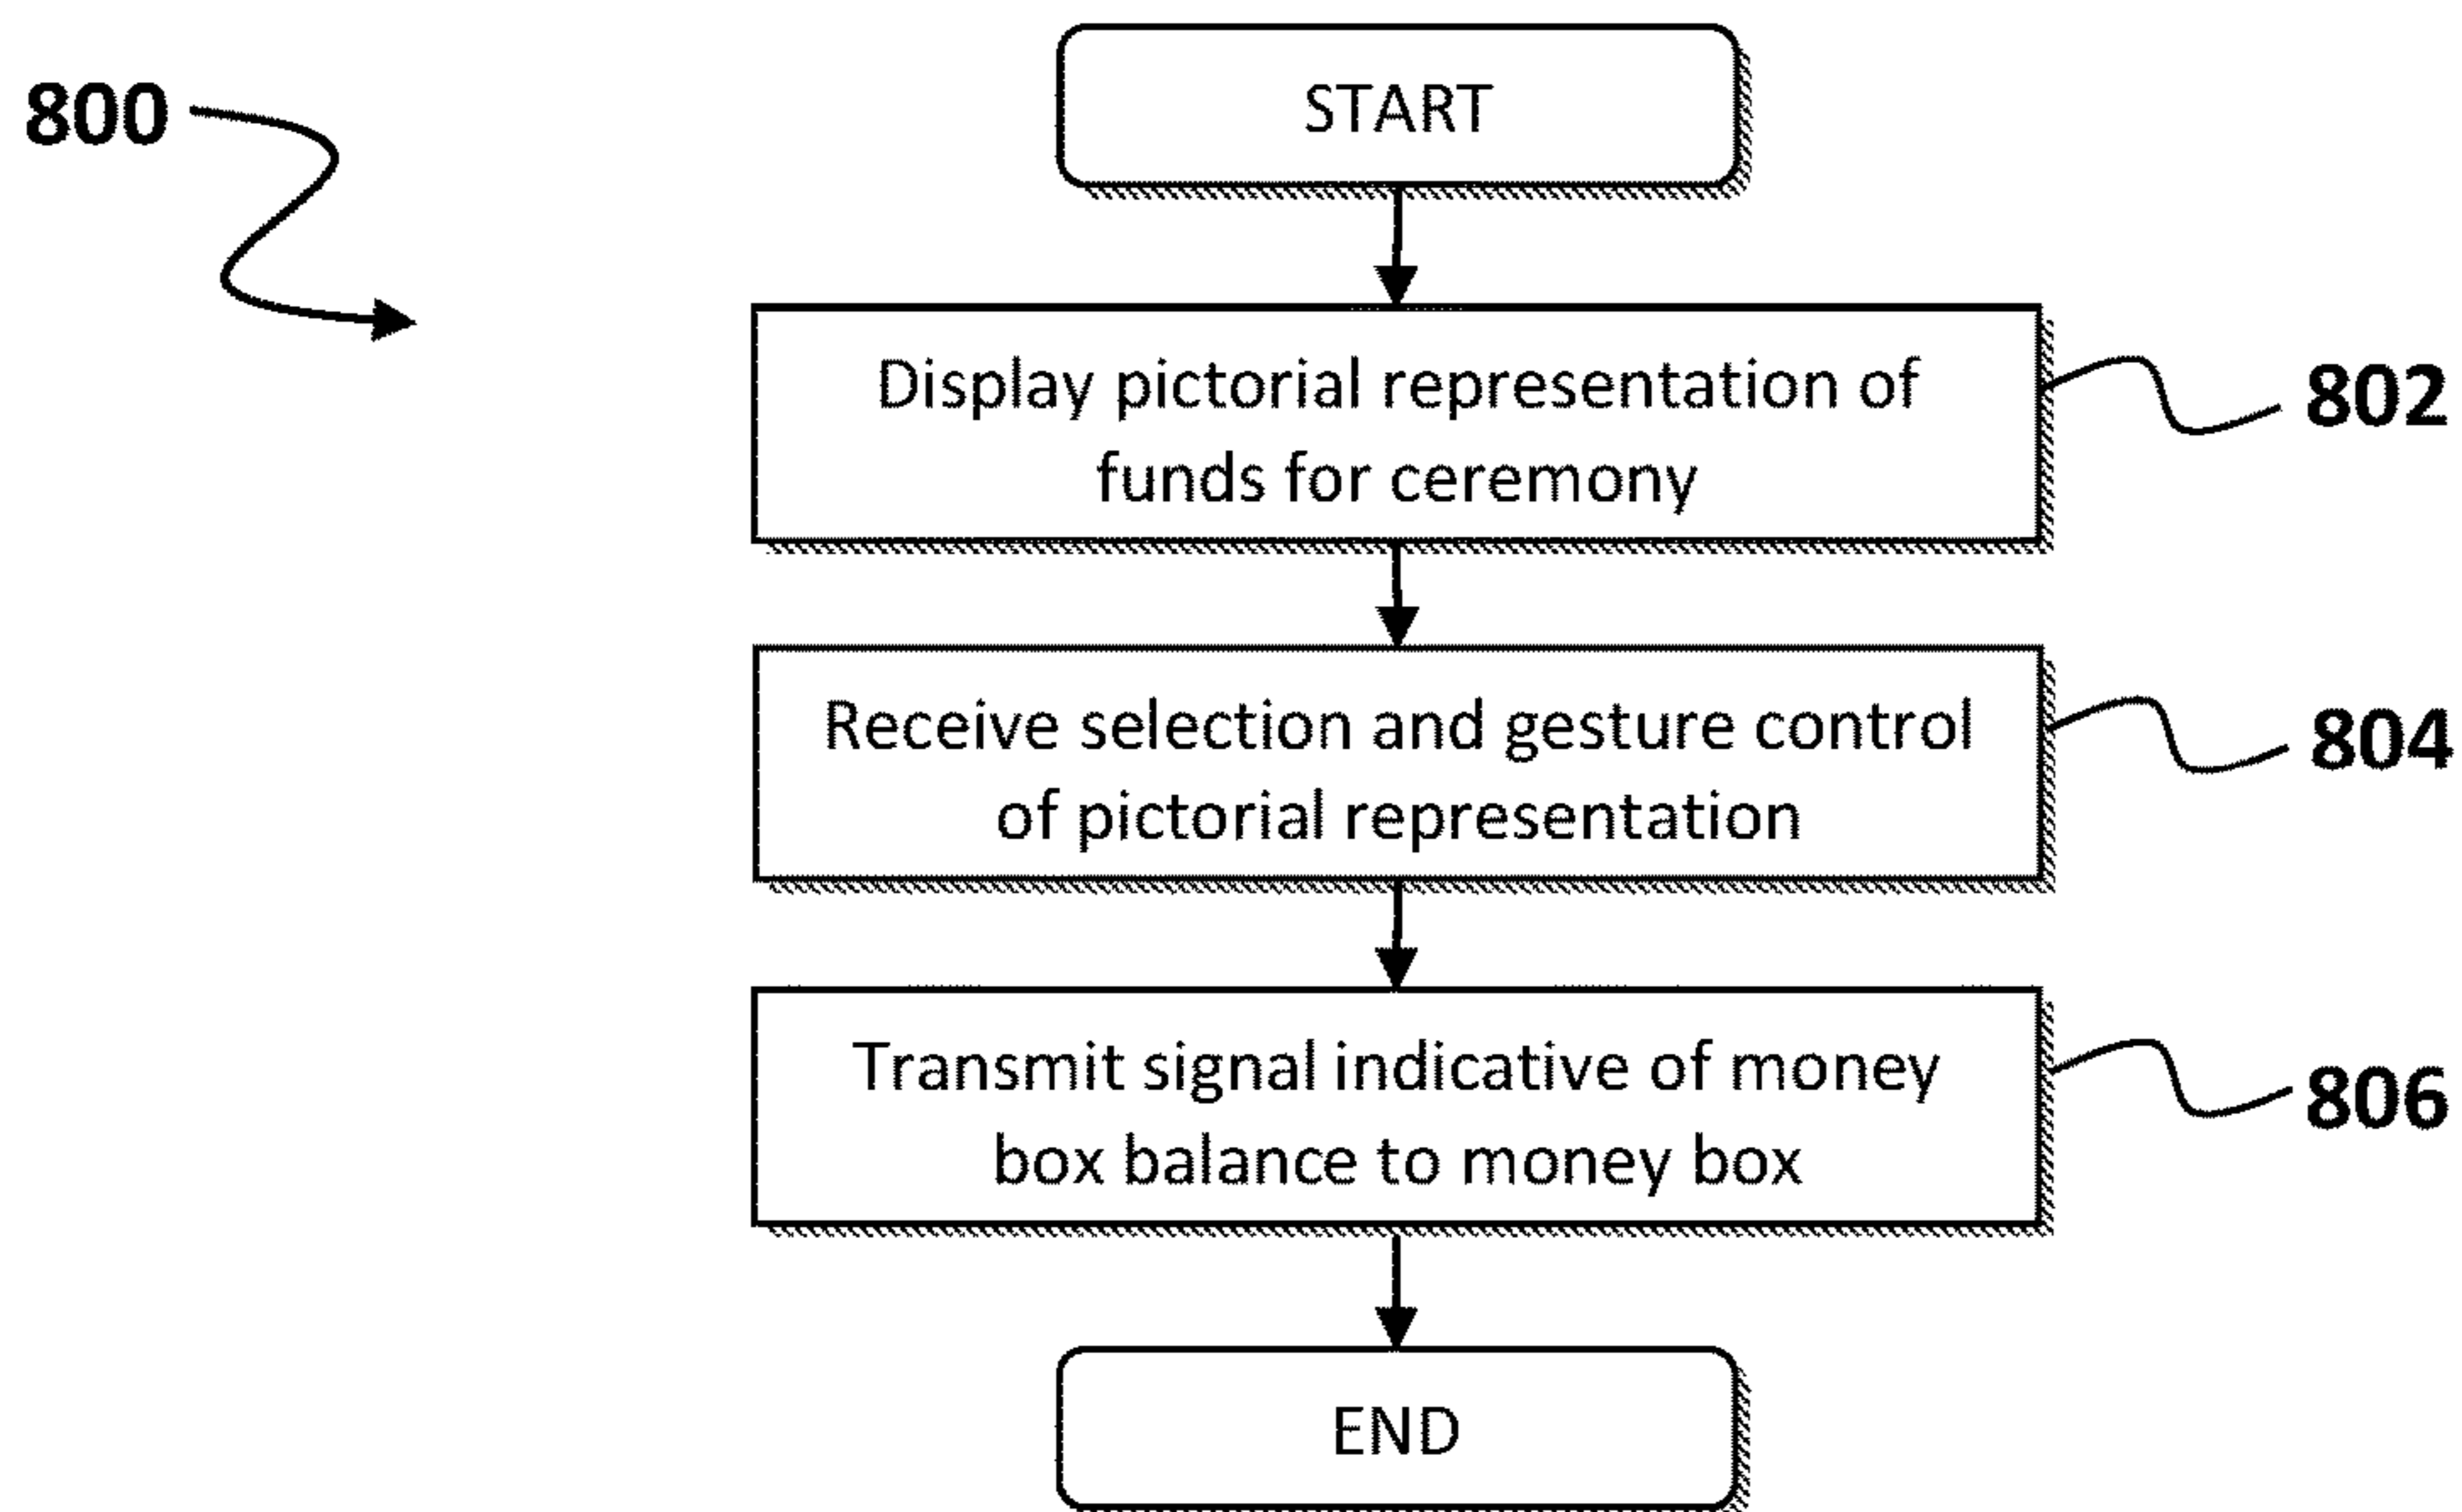 800
START
Display pictorial representation of
funds for ceremony
802
Receive selection and gesture control
of pictorial representation
804
Transmit signal indicative of money
box balance to money box
806
END